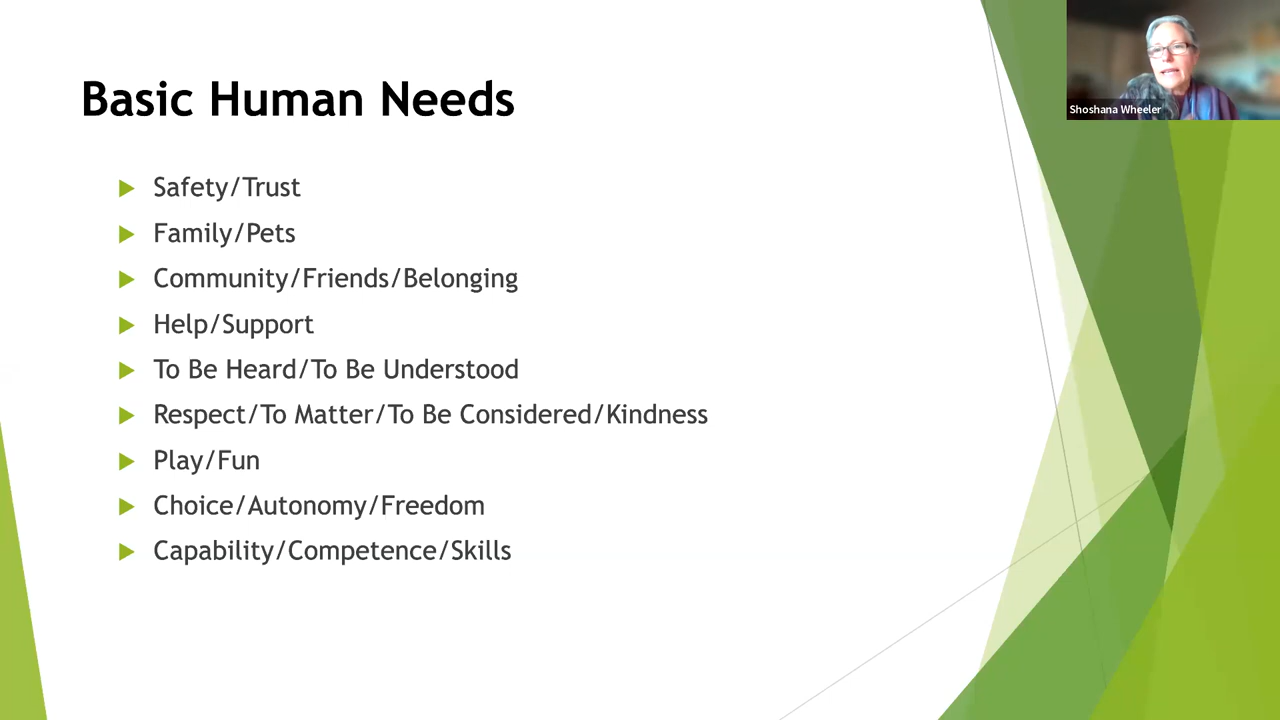 Basic Human Needs
Safety/Trust
Family/Pets
Community/Friends/Belonging
Help/Support
To Be Heard/To Be Understood
Respect/To Matter/To Be Considered/Kindness
Play/Fun
Choice/Autonomy/Freedom
Capability/Competence/Skills
Shoshana Wheeler